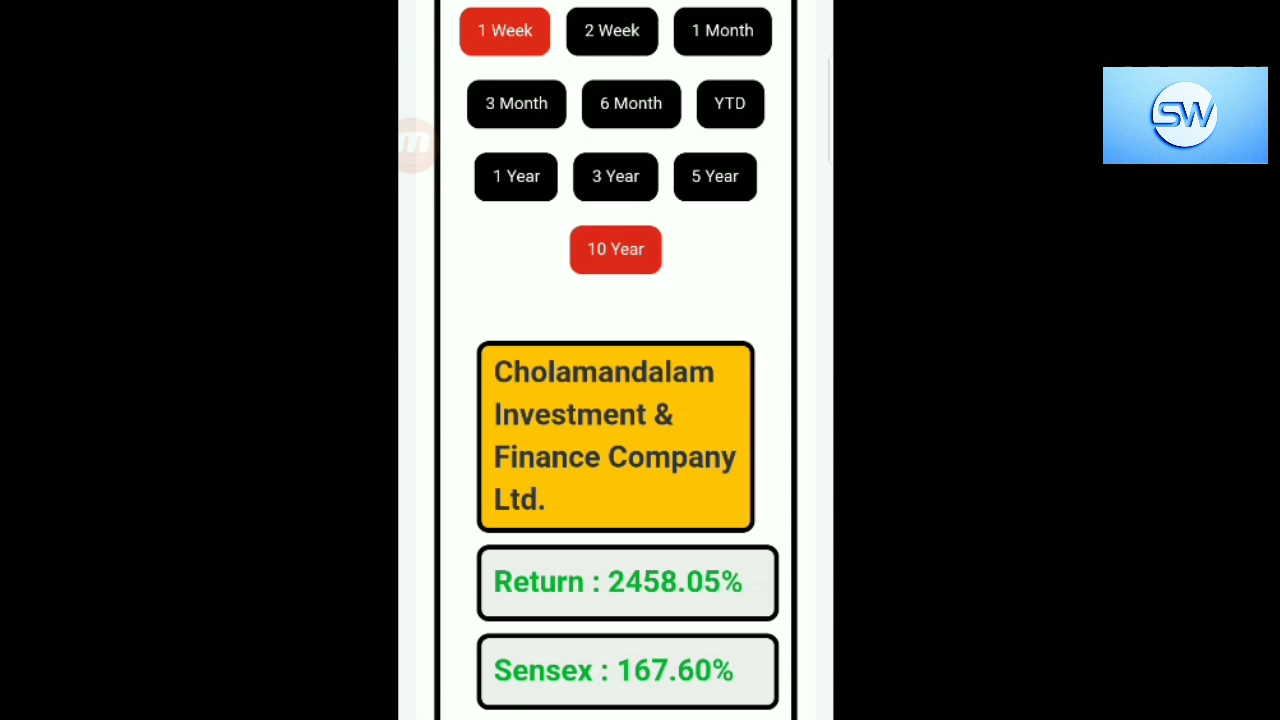 1 Week 2 Week 1 Month
3 Month 6 Month YTD
1 Year 3 Year 5 Year
10 Year
SW
Cholamandalam
Investment &
Finance Company
Ltd.
Return : 2458.05%
Sensex : 167.60%